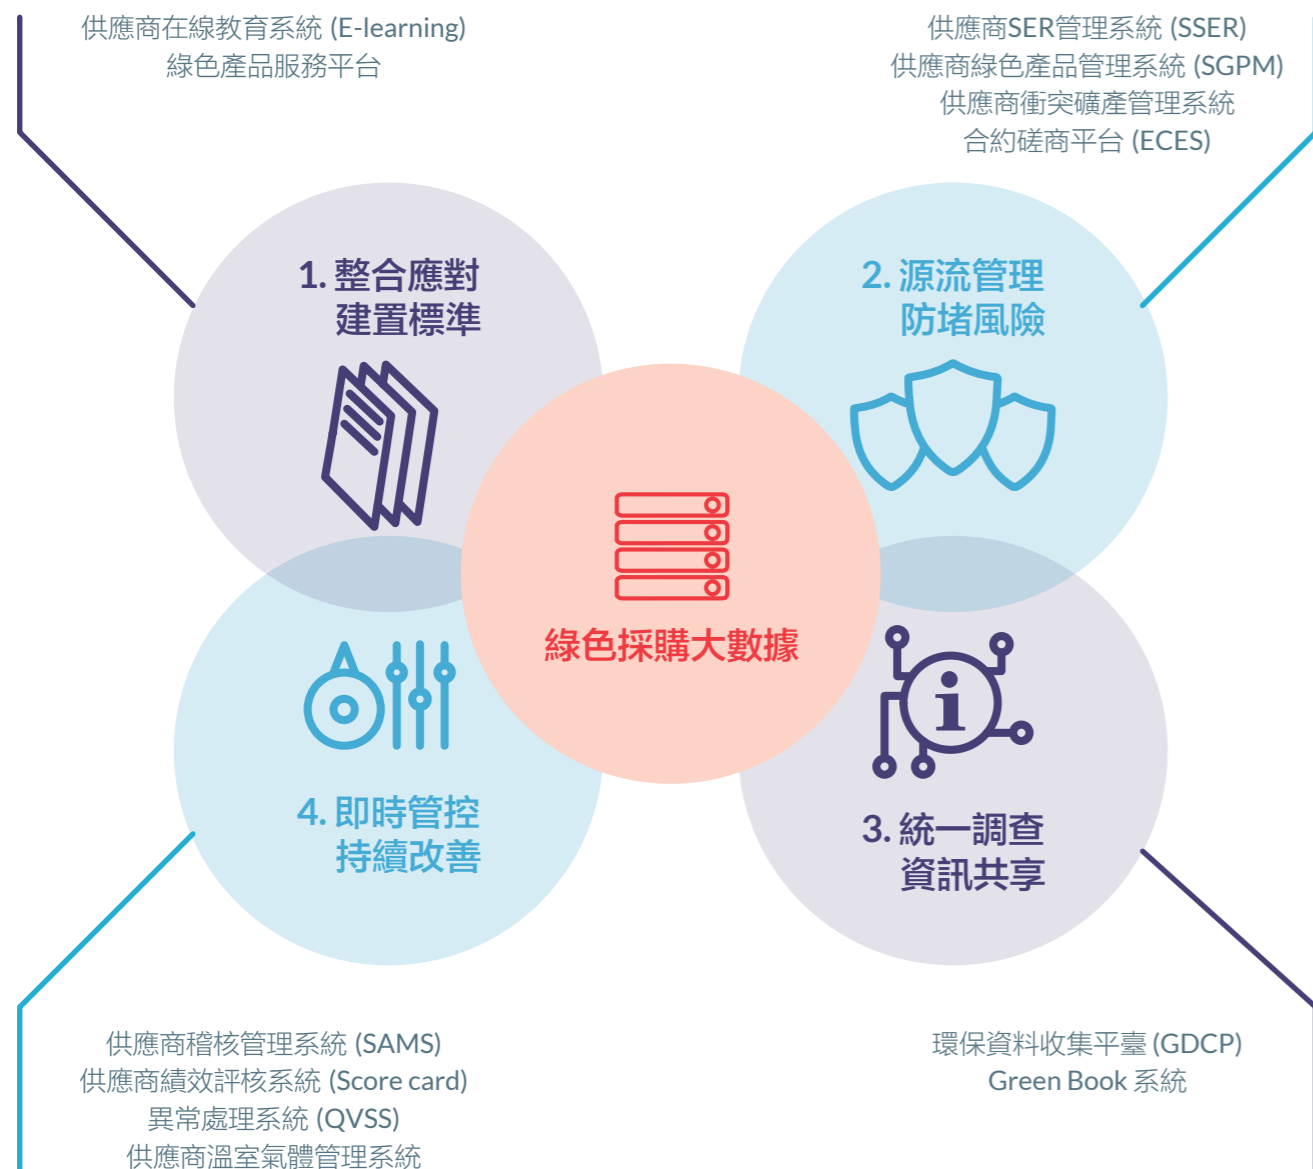 供應商在線教育系統 (E-learning)
綠色產品服務平台
供應商SER管理系統 (SSER)
供應商綠色產品管理系統 (SGPM)
供應商衝突礦產管理系統
合約磋商平台 (ECES)
1. 整合應對
建置標準
2. 源流管理
防堵風險
綠色採購大數據
4. 即時管控
持續改善
i
3. 統一調查
資訊共享
供應商稽核管理系統 (SAMS)
供應商績效評核系統 (Score card)
異常處理系統 (QVSS)
供應商溫室氣體管理系統
環保資料收集平臺 (GDCP)
Green Book 系統